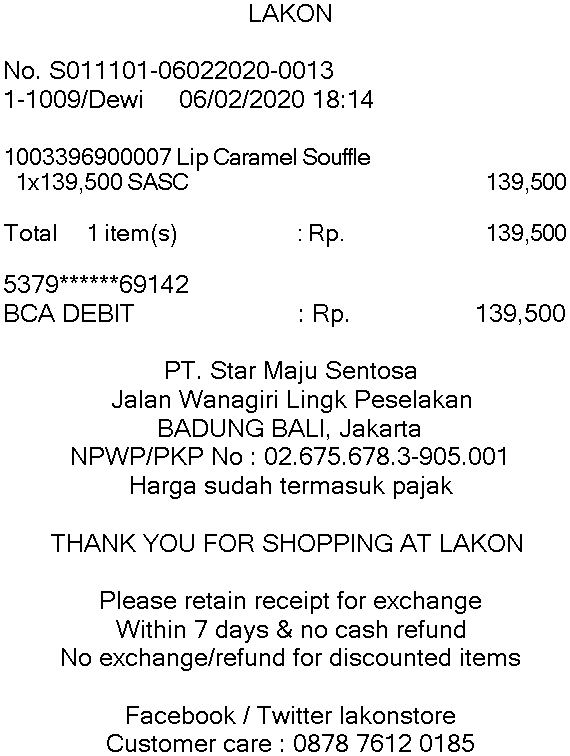 LAKON
No. S011101-06022020-0013
1-1009/Dewi 06/02/2020 18:14
1003396900007 Lip Caramel Souffle
1x139,500 SASC 139,500
Total 1 item(s) : Rp. 139,500
5379******69142
BCA DEBIT : Rp. 139,500
PT. Star Maju Sentosa
Jalan Wanagiri Lingk Peselakan
BADUNG BALI, Jakarta
NPWP/PKP No : 02.675.678.3-905.001
Harga sudah termasuk pajak
THANK YOU FOR SHOPPING AT LAKON
Please retain receipt for exchange
Within 7 days & no cash refund
No exchange/refund for discounted items
Facebook / Twitter lakonstore
Customer care : 0878 7612 0185